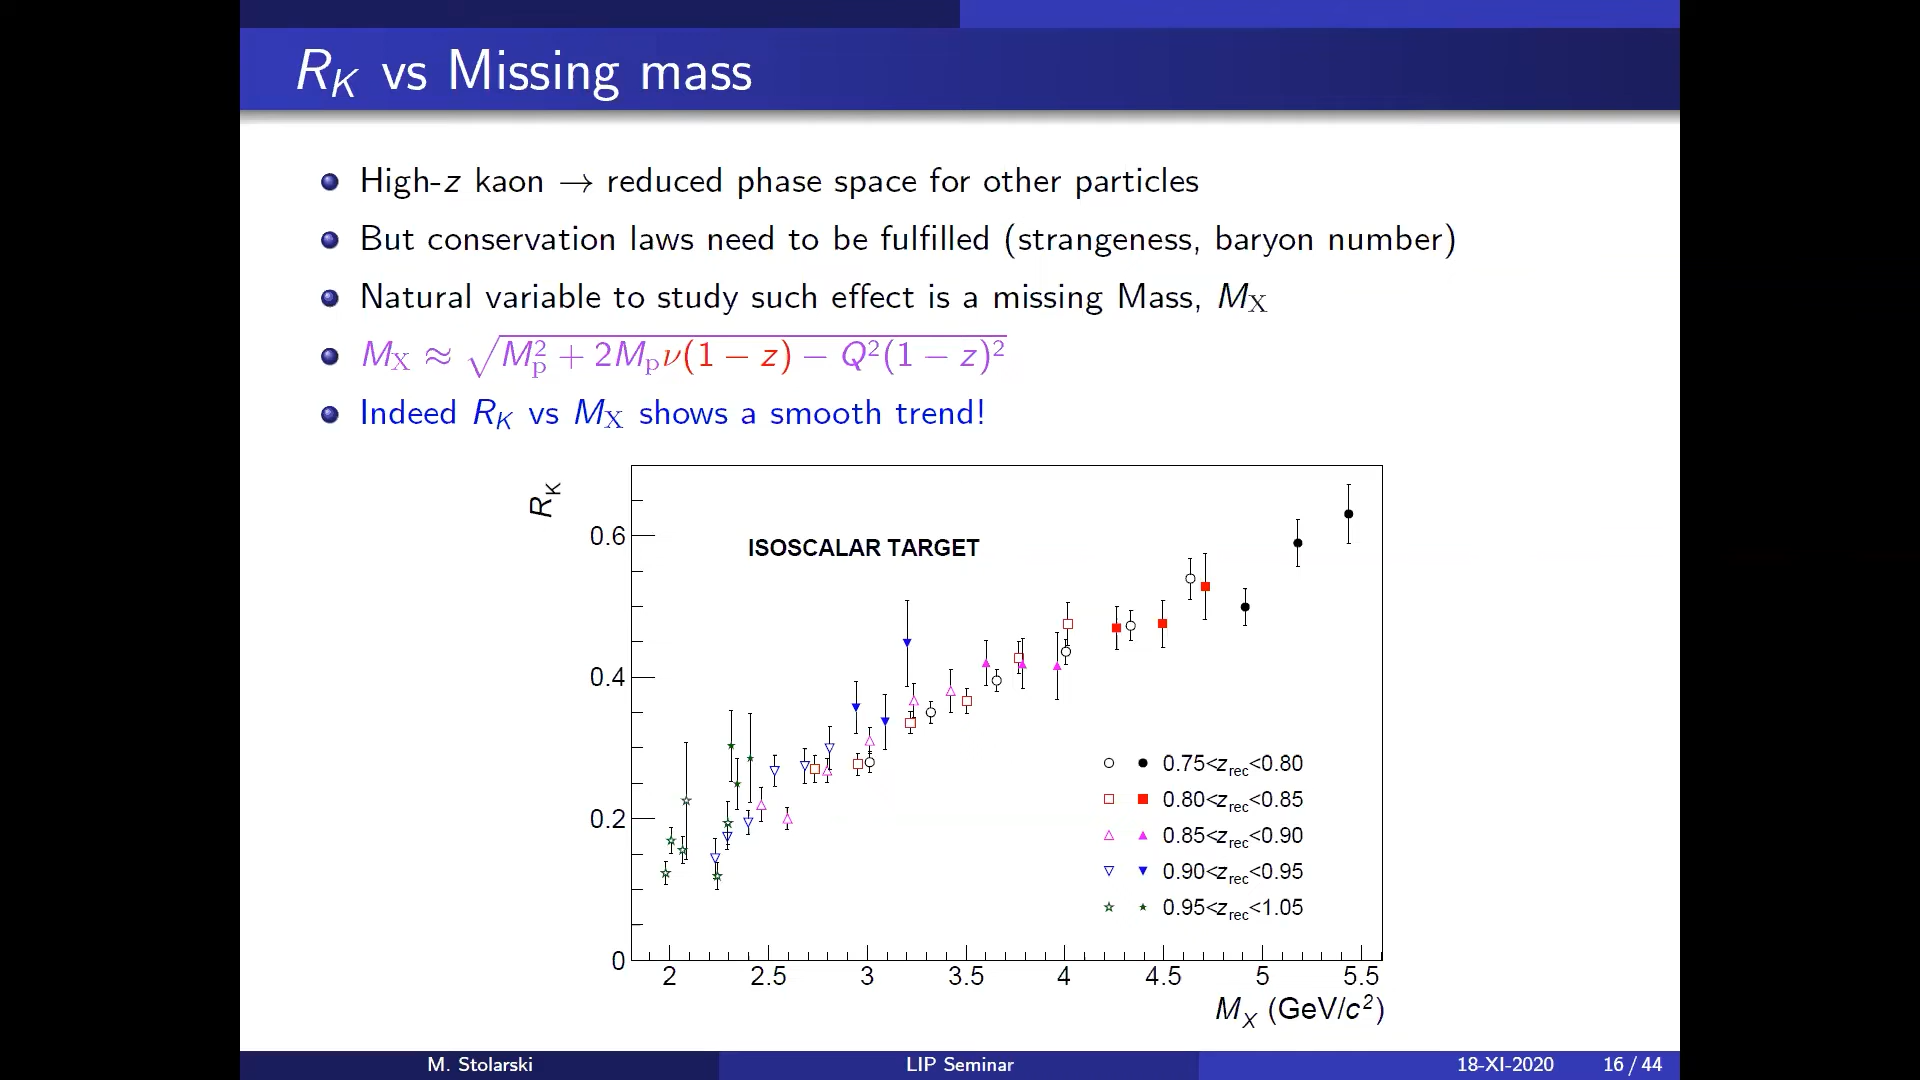 R_K vs Missing mass
High-z kaon → reduced phase space for other particles
But conservation laws need to be fulfilled (strangeness, baryon number)
Natural variable to study such effect is a missing Mass, M_X
M_X ≈ √(M_p² + 2M_pν(1 − z) − Q²(1 − z)²)
Indeed R_K vs M_X shows a smooth trend!
R_K
ISOSCALAR TARGET
0.6
0.4
0.2
0
0.75<z_rec<0.80
0.80<z_rec<0.85
0.85<z_rec<0.90
0.90<z_rec<0.95
0.95<z_rec<1.05
2 2.5 3 3.5 4 4.5 5 5.5
M_X (GeV/c²)
M. Stolarski LIP Seminar 18-XI-2020 16 / 44